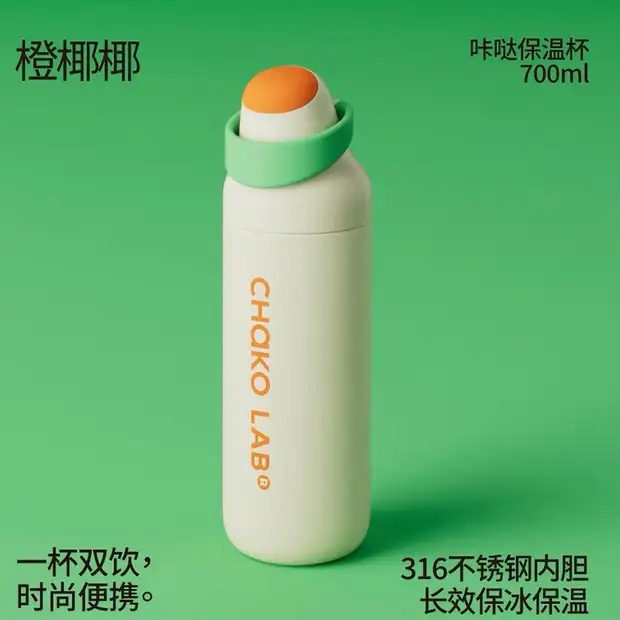 橙椰椰
咔哒保温杯
700ml
CHaKO LAB®
一杯双饮，
时尚便携。
316不锈钢内胆
长效保冰保温